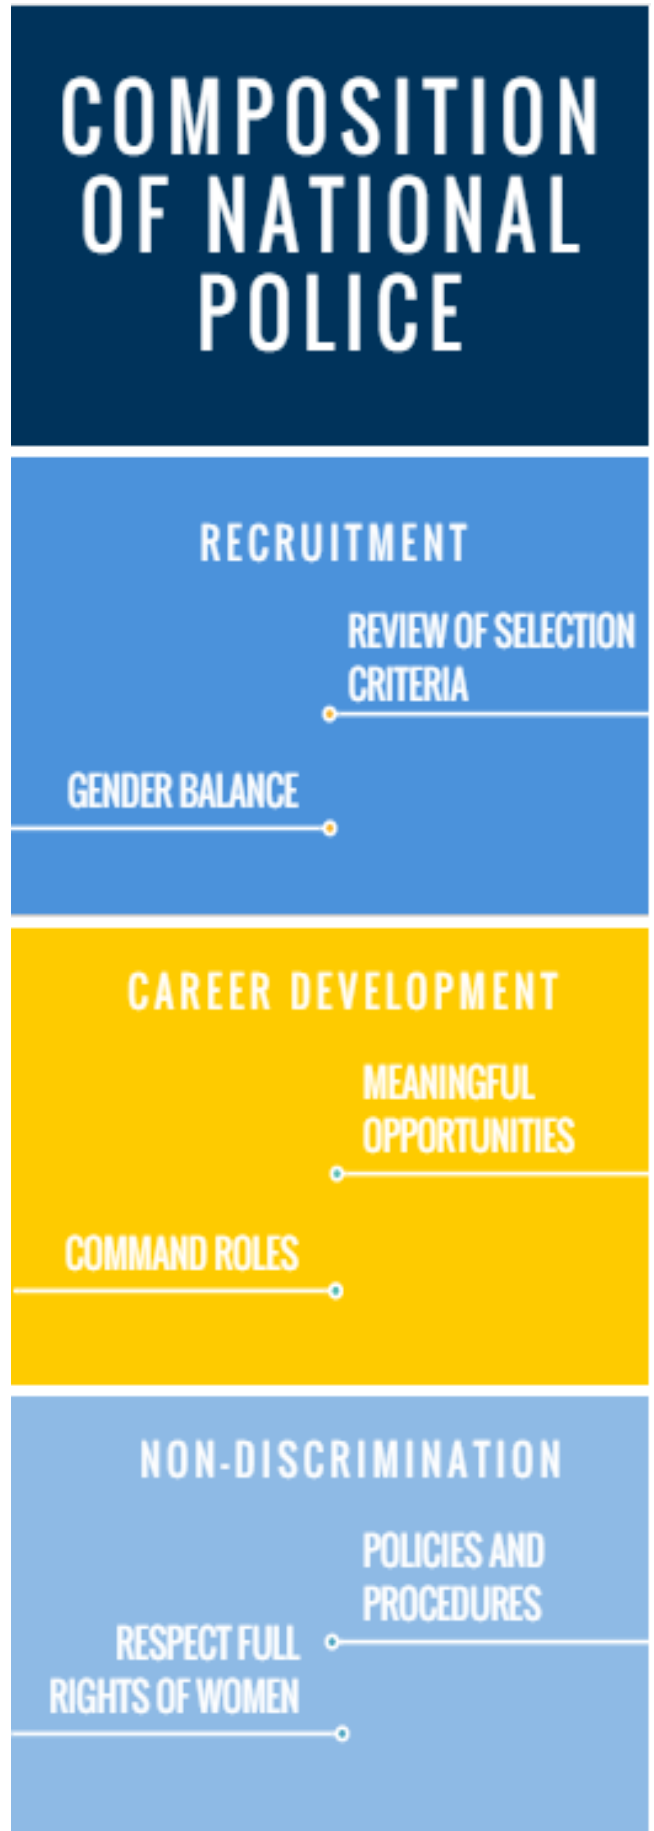 COMPOSITION
OF NATIONAL
POLICE
RECRUITMENT
REVIEW OF SELECTION
CRITERIA
GENDER BALANCE
CAREER DEVELOPMENT
MEANINGFUL
OPPORTUNITIES
COMMAND ROLES
NON-DISCRIMINATION
POLICIES AND
PROCEDURES
RESPECT FULL
RIGHTS OF WOMEN